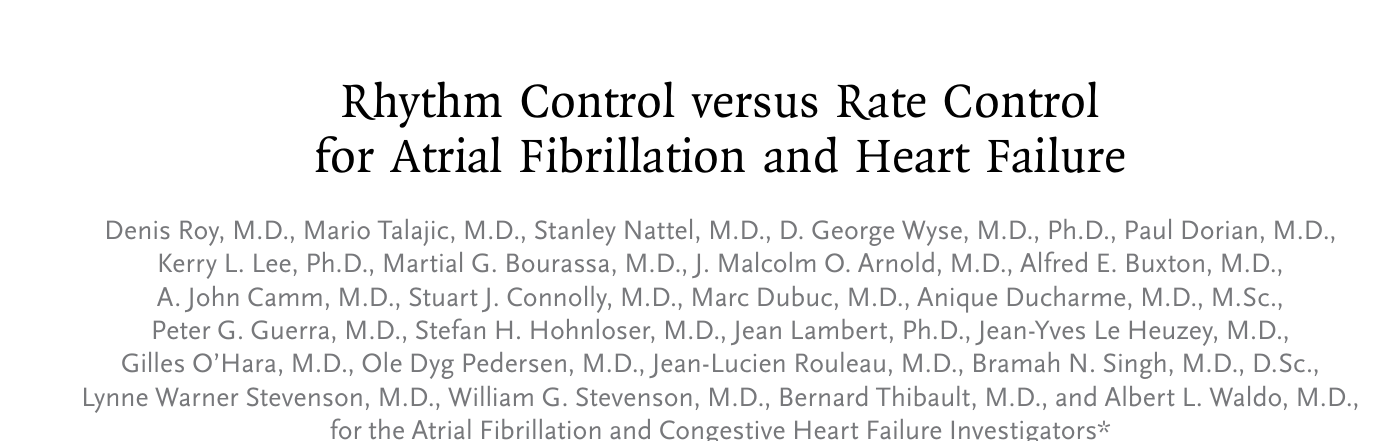 Rhythm Control versus Rate Control
for Atrial Fibrillation and Heart Failure
Denis Roy, M.D., Mario Talajic, M.D., Stanley Nattel, M.D., D. George Wyse, M.D., Ph.D., Paul Dorian, M.D.,
Kerry L. Lee, Ph.D., Martial G. Bourassa, M.D., J. Malcolm O. Arnold, M.D., Alfred E. Buxton, M.D.,
A. John Camm, M.D., Stuart J. Connolly, M.D., Marc Dubuc, M.D., Anique Ducharme, M.D., M.Sc.,
Peter G. Guerra, M.D., Stefan H. Hohnloser, M.D., Jean Lambert, Ph.D., Jean-Yves Le Heuzey, M.D.,
Gilles O’Hara, M.D., Ole Dyg Pedersen, M.D., Jean-Lucien Rouleau, M.D., Bramah N. Singh, M.D., D.Sc.,
Lynne Warner Stevenson, M.D., William G. Stevenson, M.D., Bernard Thibault, M.D., and Albert L. Waldo, M.D.,
for the Atrial Fibrillation and Congestive Heart Failure Investigators*